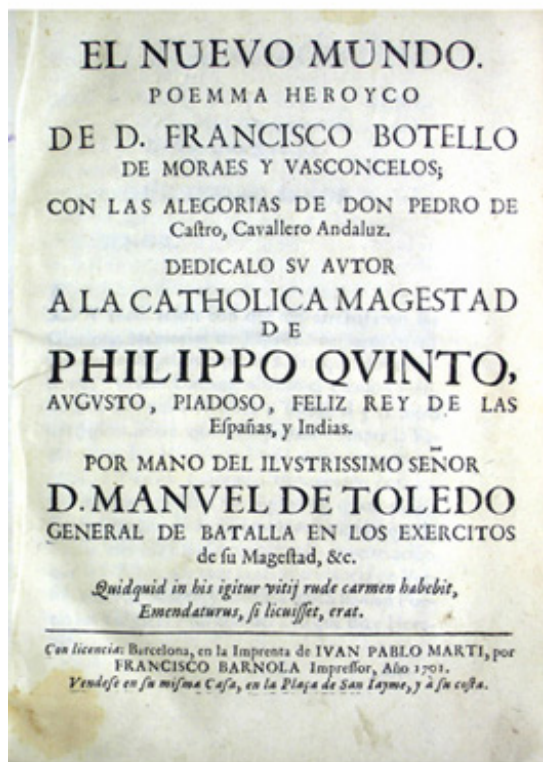 EL NUEVO MUNDO.
POEMMA HEROYCO
DE D. FRANCISCO BOTELLO
DE MORAES Y VASCONCELOS;
CON LAS ALEGORIAS DE DON PEDRO DE
Caſtro, Cavallero Andaluz.
DEDICALO SV AVTOR
A LA CATHOLICA MAGESTAD
DE
PHILIPPO QVINTO,
AVGVSTO, PIADOSO, FELIZ REY DE LAS
Eſpañas, y Indias.
POR MANO DEL ILVSTRISSIMO SEÑOR
D. MANVEL DE TOLEDO
GENERAL DE BATALLA EN LOS EXERCITOS
de ſu Mageſtad, &c.
Quidquid in his igitur vitij rude carmen habebit,
Emendaturus, ſi licuiſſet, erat.
Con licencia: Barcelona, en la Imprenta de IVAN PABLO MARTI, por
FRANCISCO BARNOLA Impreſſor, Año 1701.
Vendeſe en ſu miſma Caſa, en la Plaça de San Iayme, y à ſu coſta.